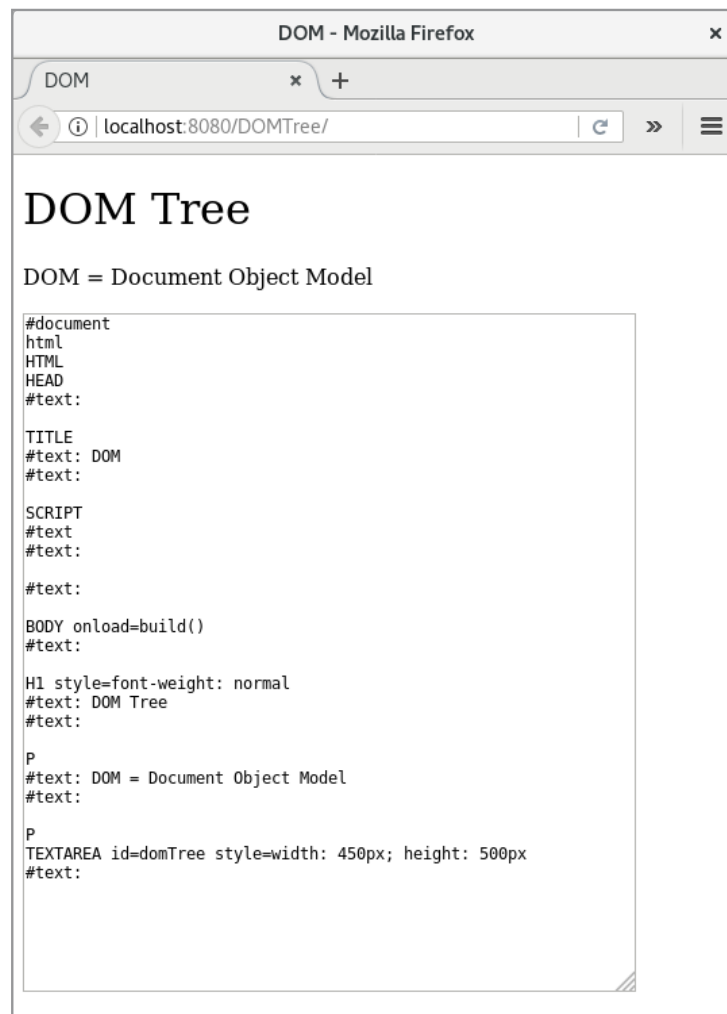 DOM - Mozilla Firefox
DOM
localhost:8080/DOMTree/
DOM Tree
DOM = Document Object Model
#document
html
HTML
HEAD
#text:
TITLE
#text: DOM
#text:
SCRIPT
#text
#text:
#text:
BODY onload=build()
#text:
H1 style=font-weight: normal
#text: DOM Tree
#text:
P
#text: DOM = Document Object Model
#text:
P
TEXTAREA id=domTree style=width: 450px; height: 500px
#text: